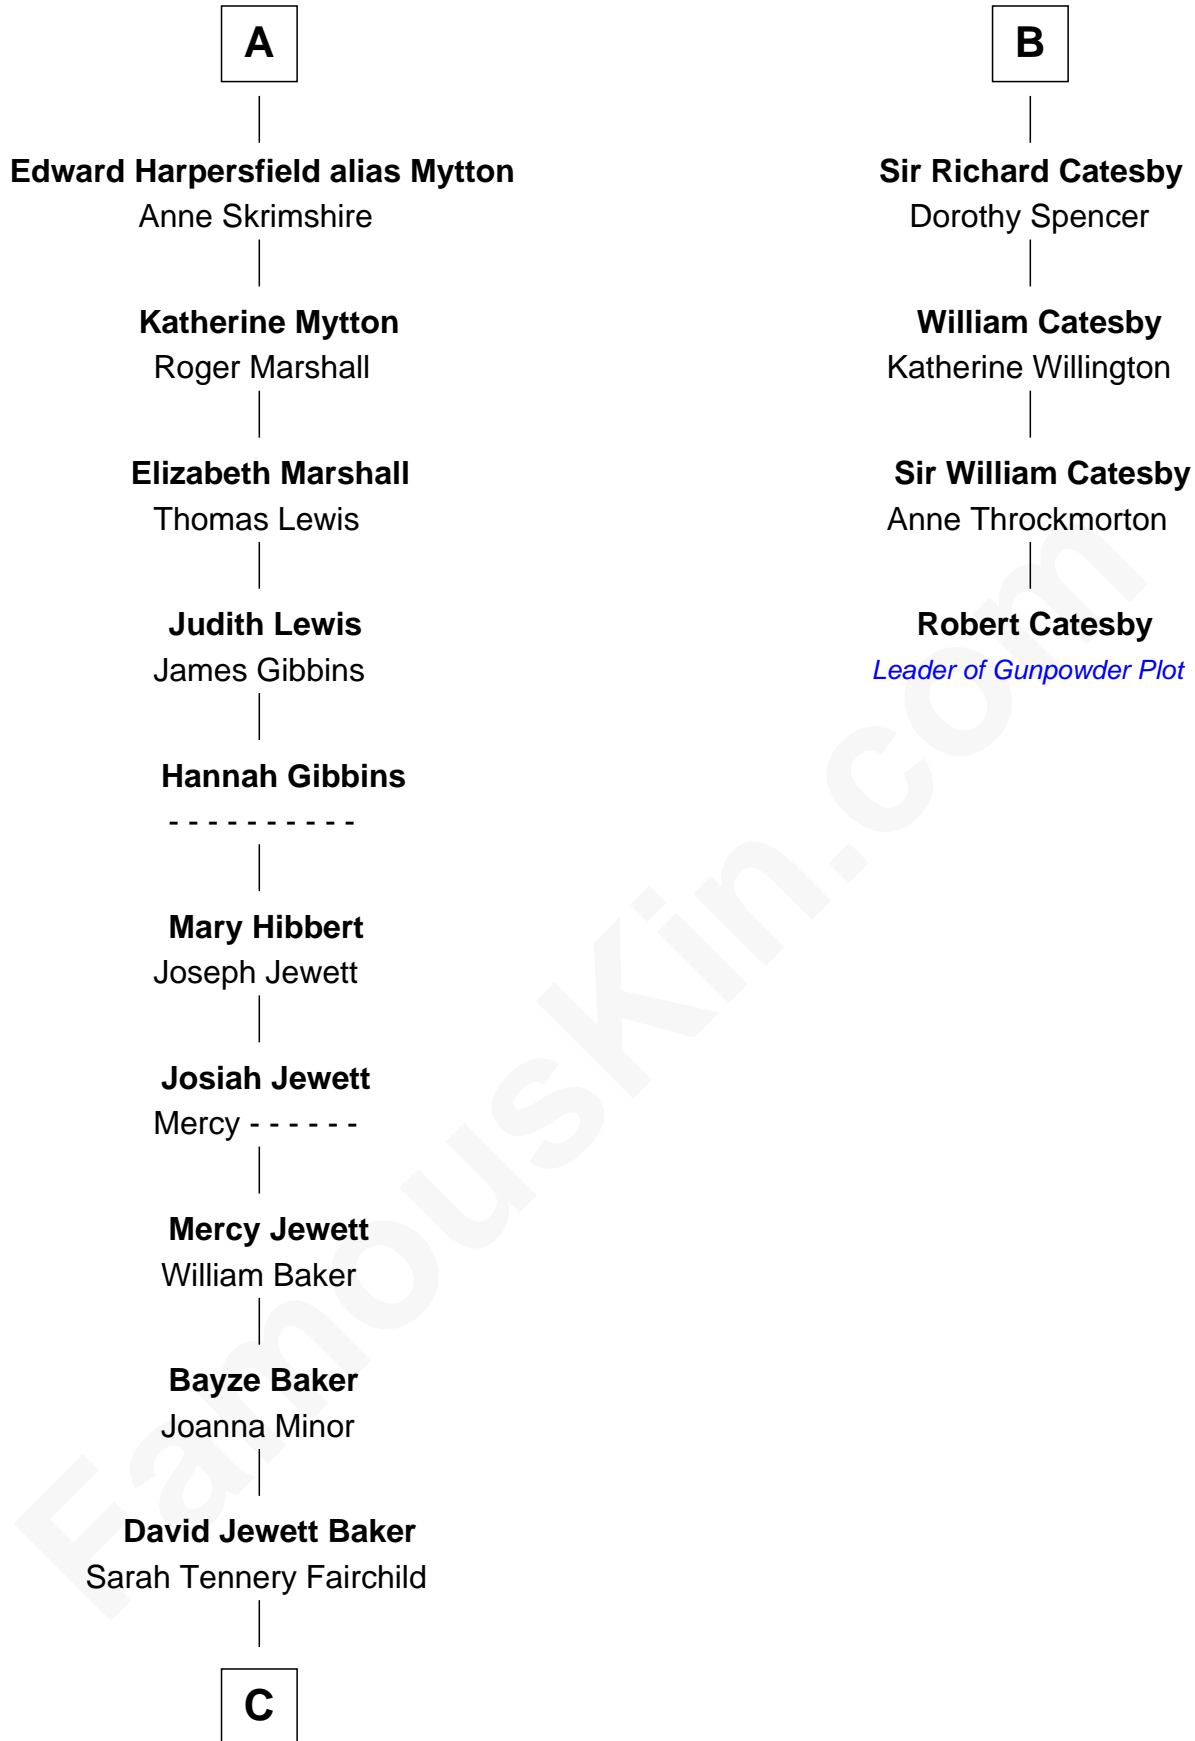 A
Edward Harpersfield alias Mytton
Anne Skrimshire
Katherine Mytton
Roger Marshall
Elizabeth Marshall
Thomas Lewis
Judith Lewis
James Gibbins
Hannah Gibbins
- - - - - - - - - -
Mary Hibbert
Joseph Jewett
Josiah Jewett
Mercy - - - - - -
Mercy Jewett
William Baker
Bayze Baker
Joanna Minor
David Jewett Baker
Sarah Tennery Fairchild
C
B
Sir Richard Catesby
Dorothy Spencer
William Catesby
Katherine Willington
Sir William Catesby
Anne Throckmorton
Robert Catesby
Leader of Gunpowder Plot
FamousKin.com